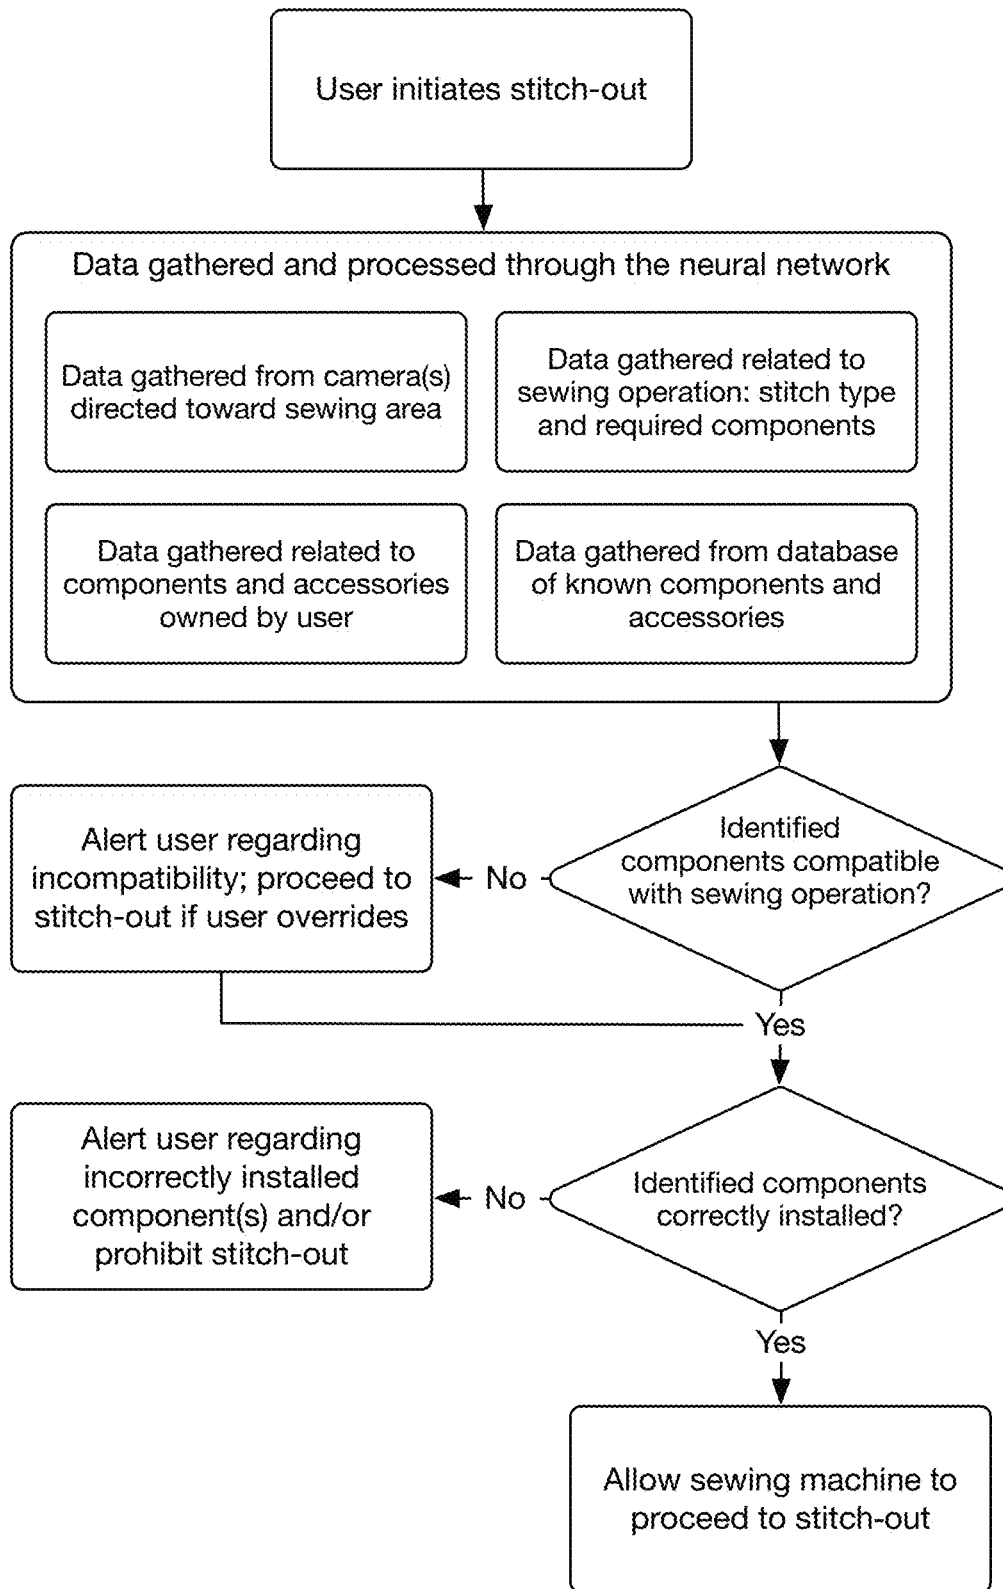 User initiates stitch-out
Data gathered and processed through the neural network
Data gathered from camera(s)
directed toward sewing area
Data gathered related to
sewing operation: stitch type
and required components
Data gathered related to
components and accessories
owned by user
Data gathered from database
of known components and
accessories
Identified
components compatible
with sewing operation?
No
Alert user regarding
incompatibility; proceed to
stitch-out if user overrides
Yes
Identified components
correctly installed?
No
Alert user regarding
incorrectly installed
component(s) and/or
prohibit stitch-out
Yes
Allow sewing machine to
proceed to stitch-out